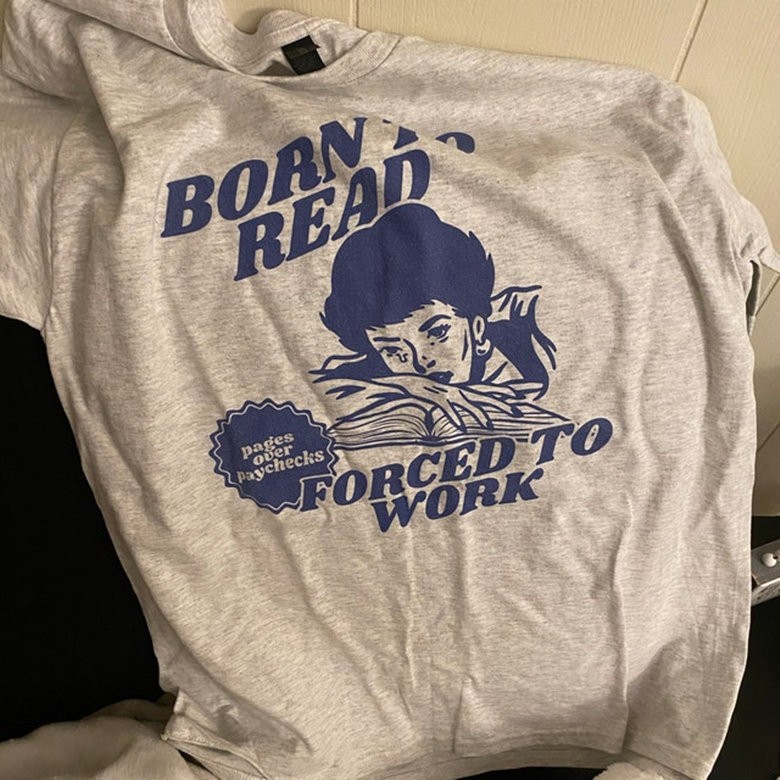 BORN TO
READ
pages
over
paychecks
FORCED TO
WORK